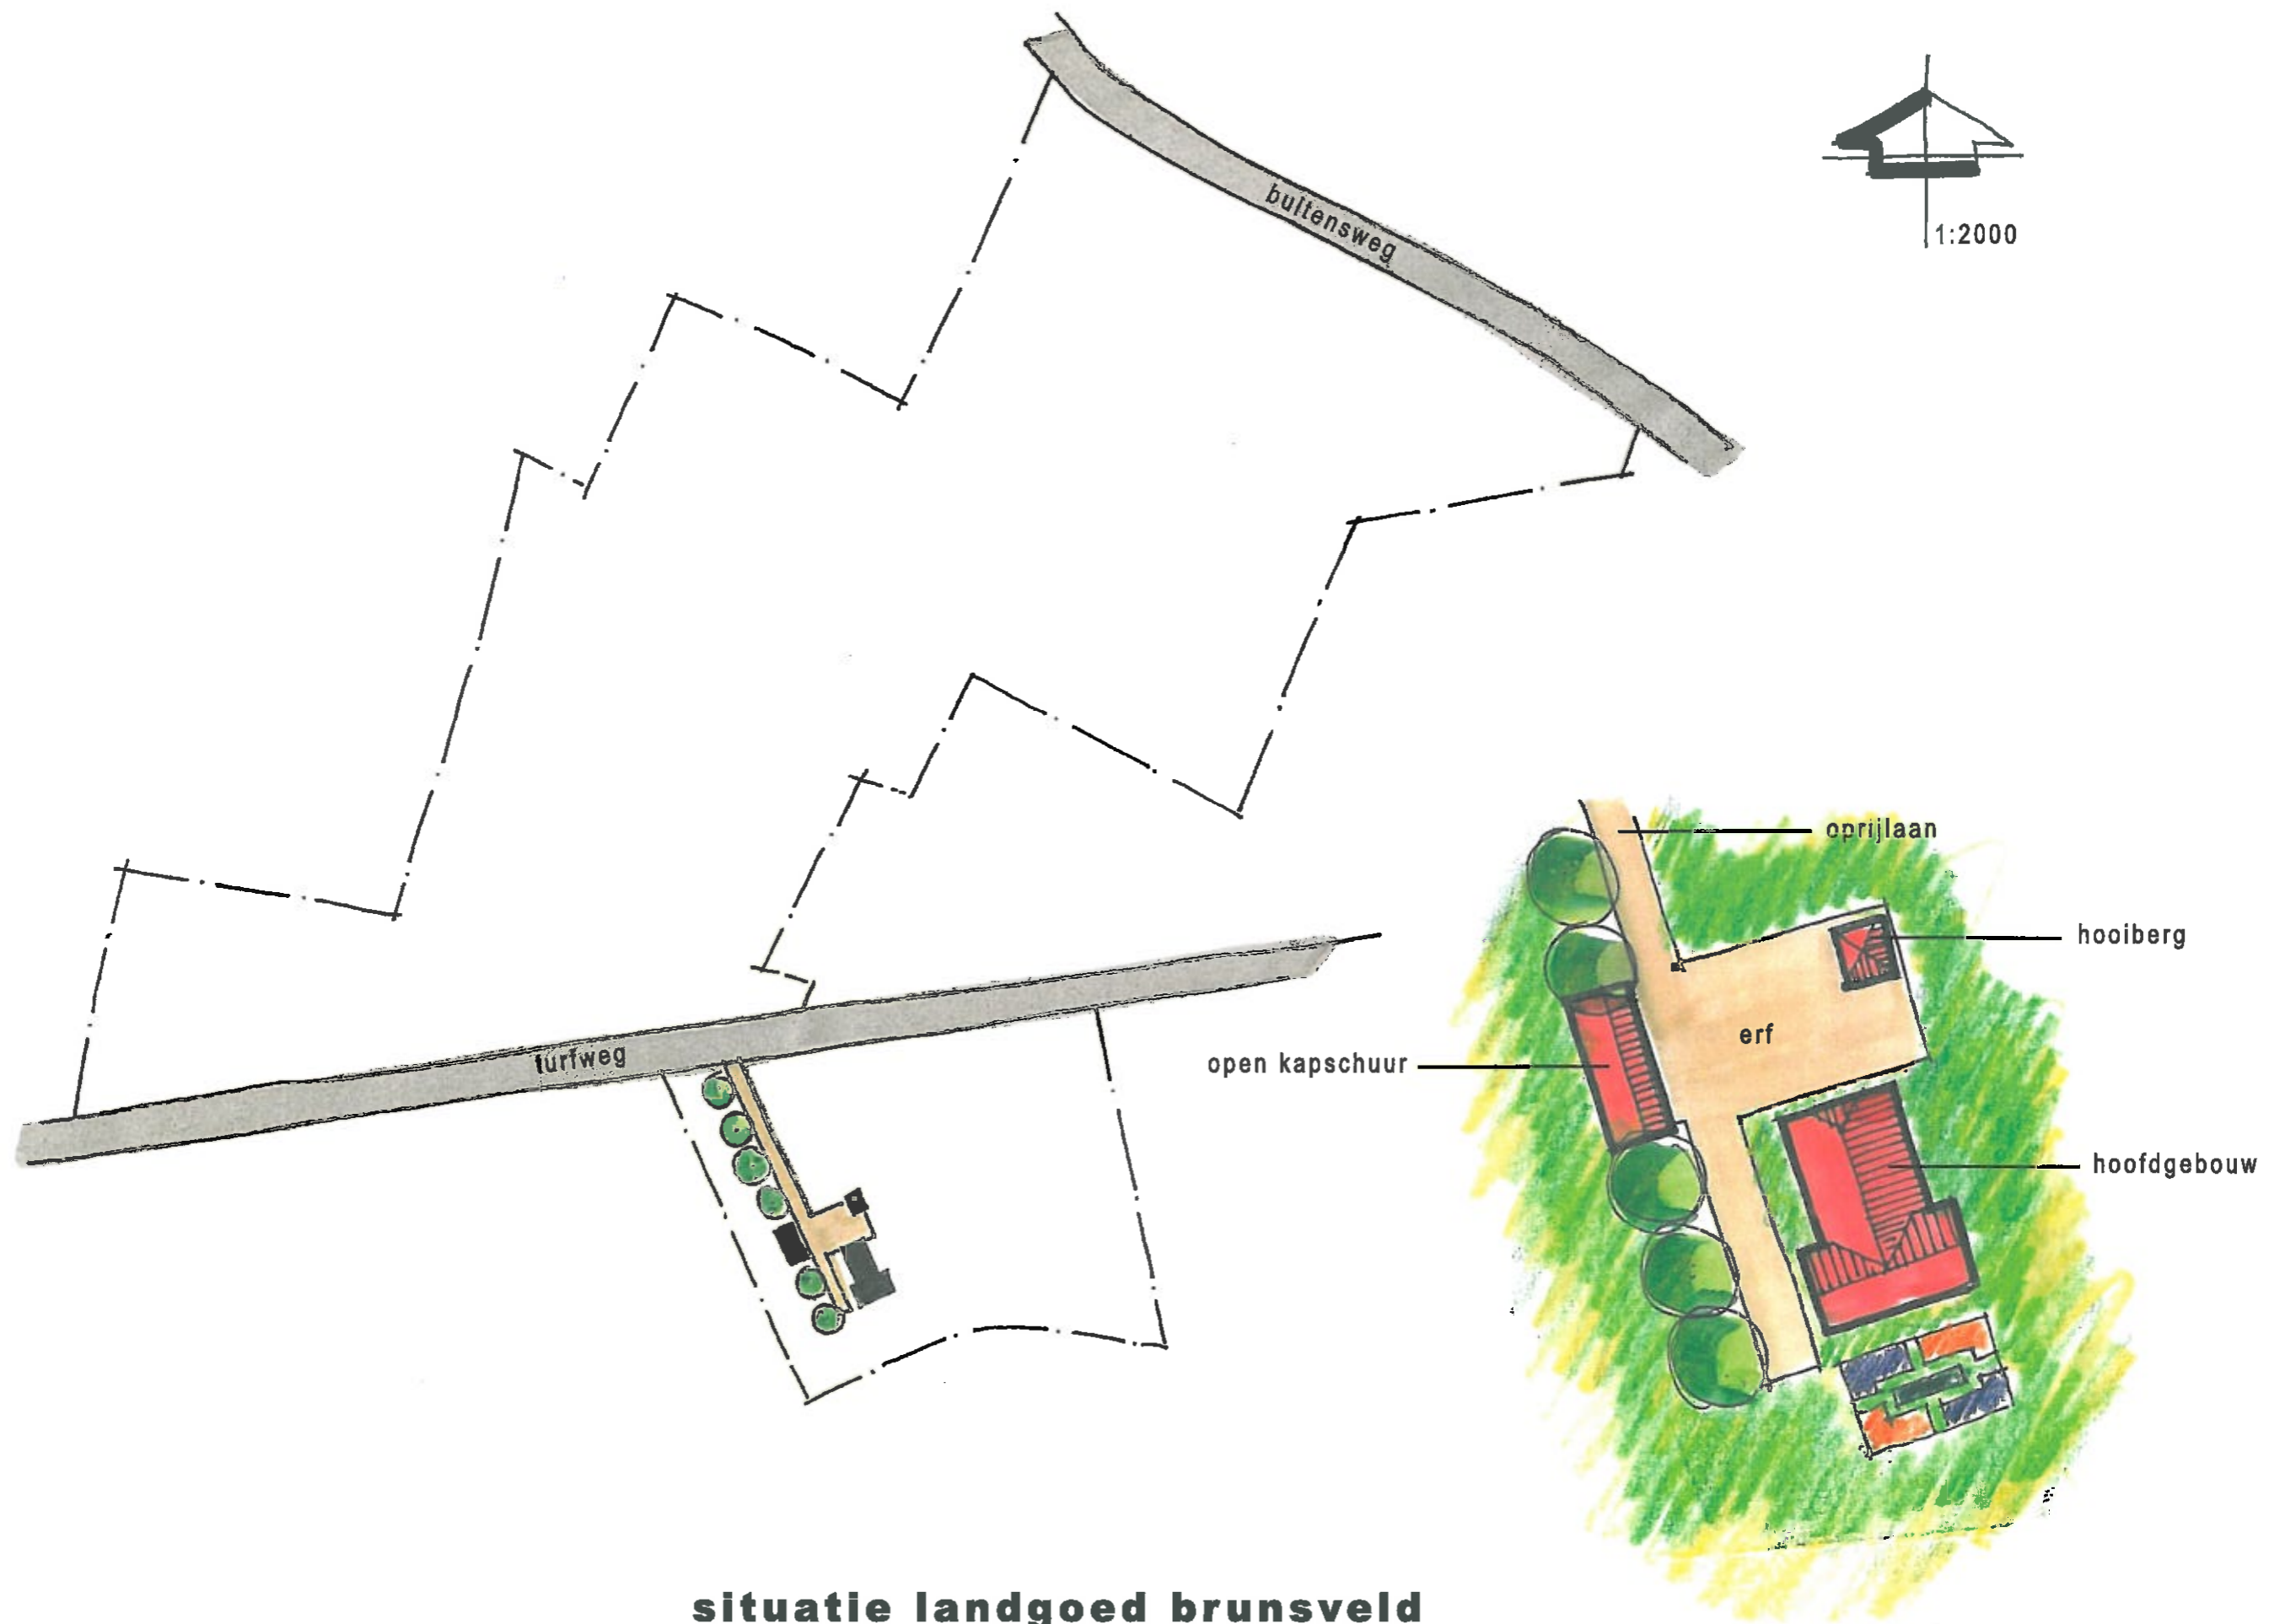 buitensweg
1:2000
oprijlaan
hooiberg
erf
turfweg
open kapschuur
hoofdgebouw
situatie landgoed brunsveld